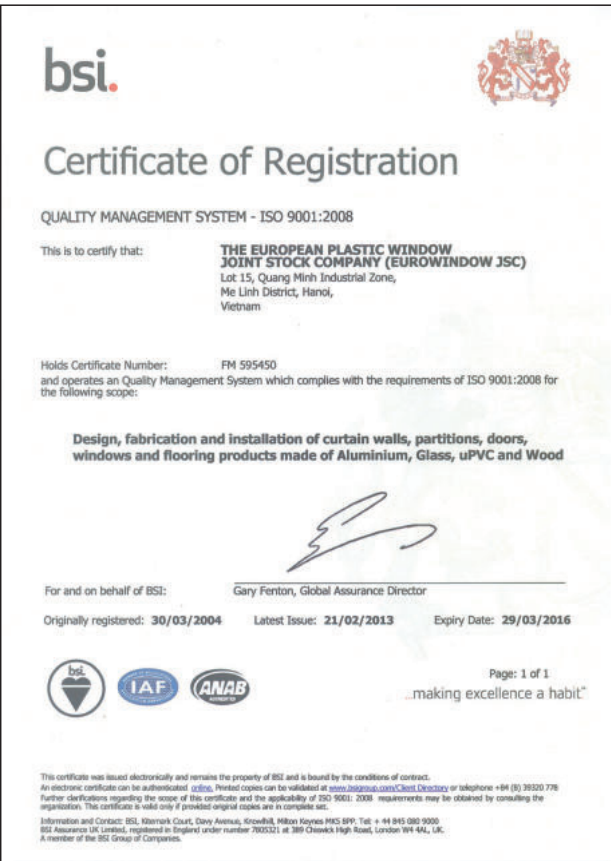 bsi.
Certificate of Registration
QUALITY MANAGEMENT SYSTEM - ISO 9001:2008
This is to certify that:
THE EUROPEAN PLASTIC WINDOW
JOINT STOCK COMPANY (EUROWINDOW JSC)
Lot 15, Quang Minh Industrial Zone,
Me Linh District, Hanoi,
Vietnam
Holds Certificate Number: FM 595450
and operates an Quality Management System which complies with the requirements of ISO 9001:2008 for
the following scope:
Design, fabrication and installation of curtain walls, partitions, doors,
windows and flooring products made of Aluminium, Glass, uPVC and Wood
For and on behalf of BSI: Gary Fenton, Global Assurance Director
Originally registered: 30/03/2004 Latest Issue: 21/02/2013 Expiry Date: 29/03/2016
bsi.
IAF
ANAB
Page: 1 of 1
...making excellence a habit.™
This certificate was issued electronically and remains the property of BSI and is bound by the conditions of contract.
An electronic certificate can be authenticated online. Printed copies can be validated at www.bsigroup.com/Client Directory or telephone +84 (8) 39320 778
Further clarifications regarding the scope of this certificate and the applicability of ISO 9001: 2008 requirements may be obtained by consulting the
organization. This certificate is valid only if provided original copies are in complete set.
Information and Contact: BSI, Kitemark Court, Davy Avenue, Knowlhill, Milton Keynes MK5 8PP. Tel: + 44 845 080 9000
BSI Assurance UK Limited, registered in England under number 7805321 at 389 Chiswick High Road, London W4 4AL, UK.
A member of the BSI Group of Companies.